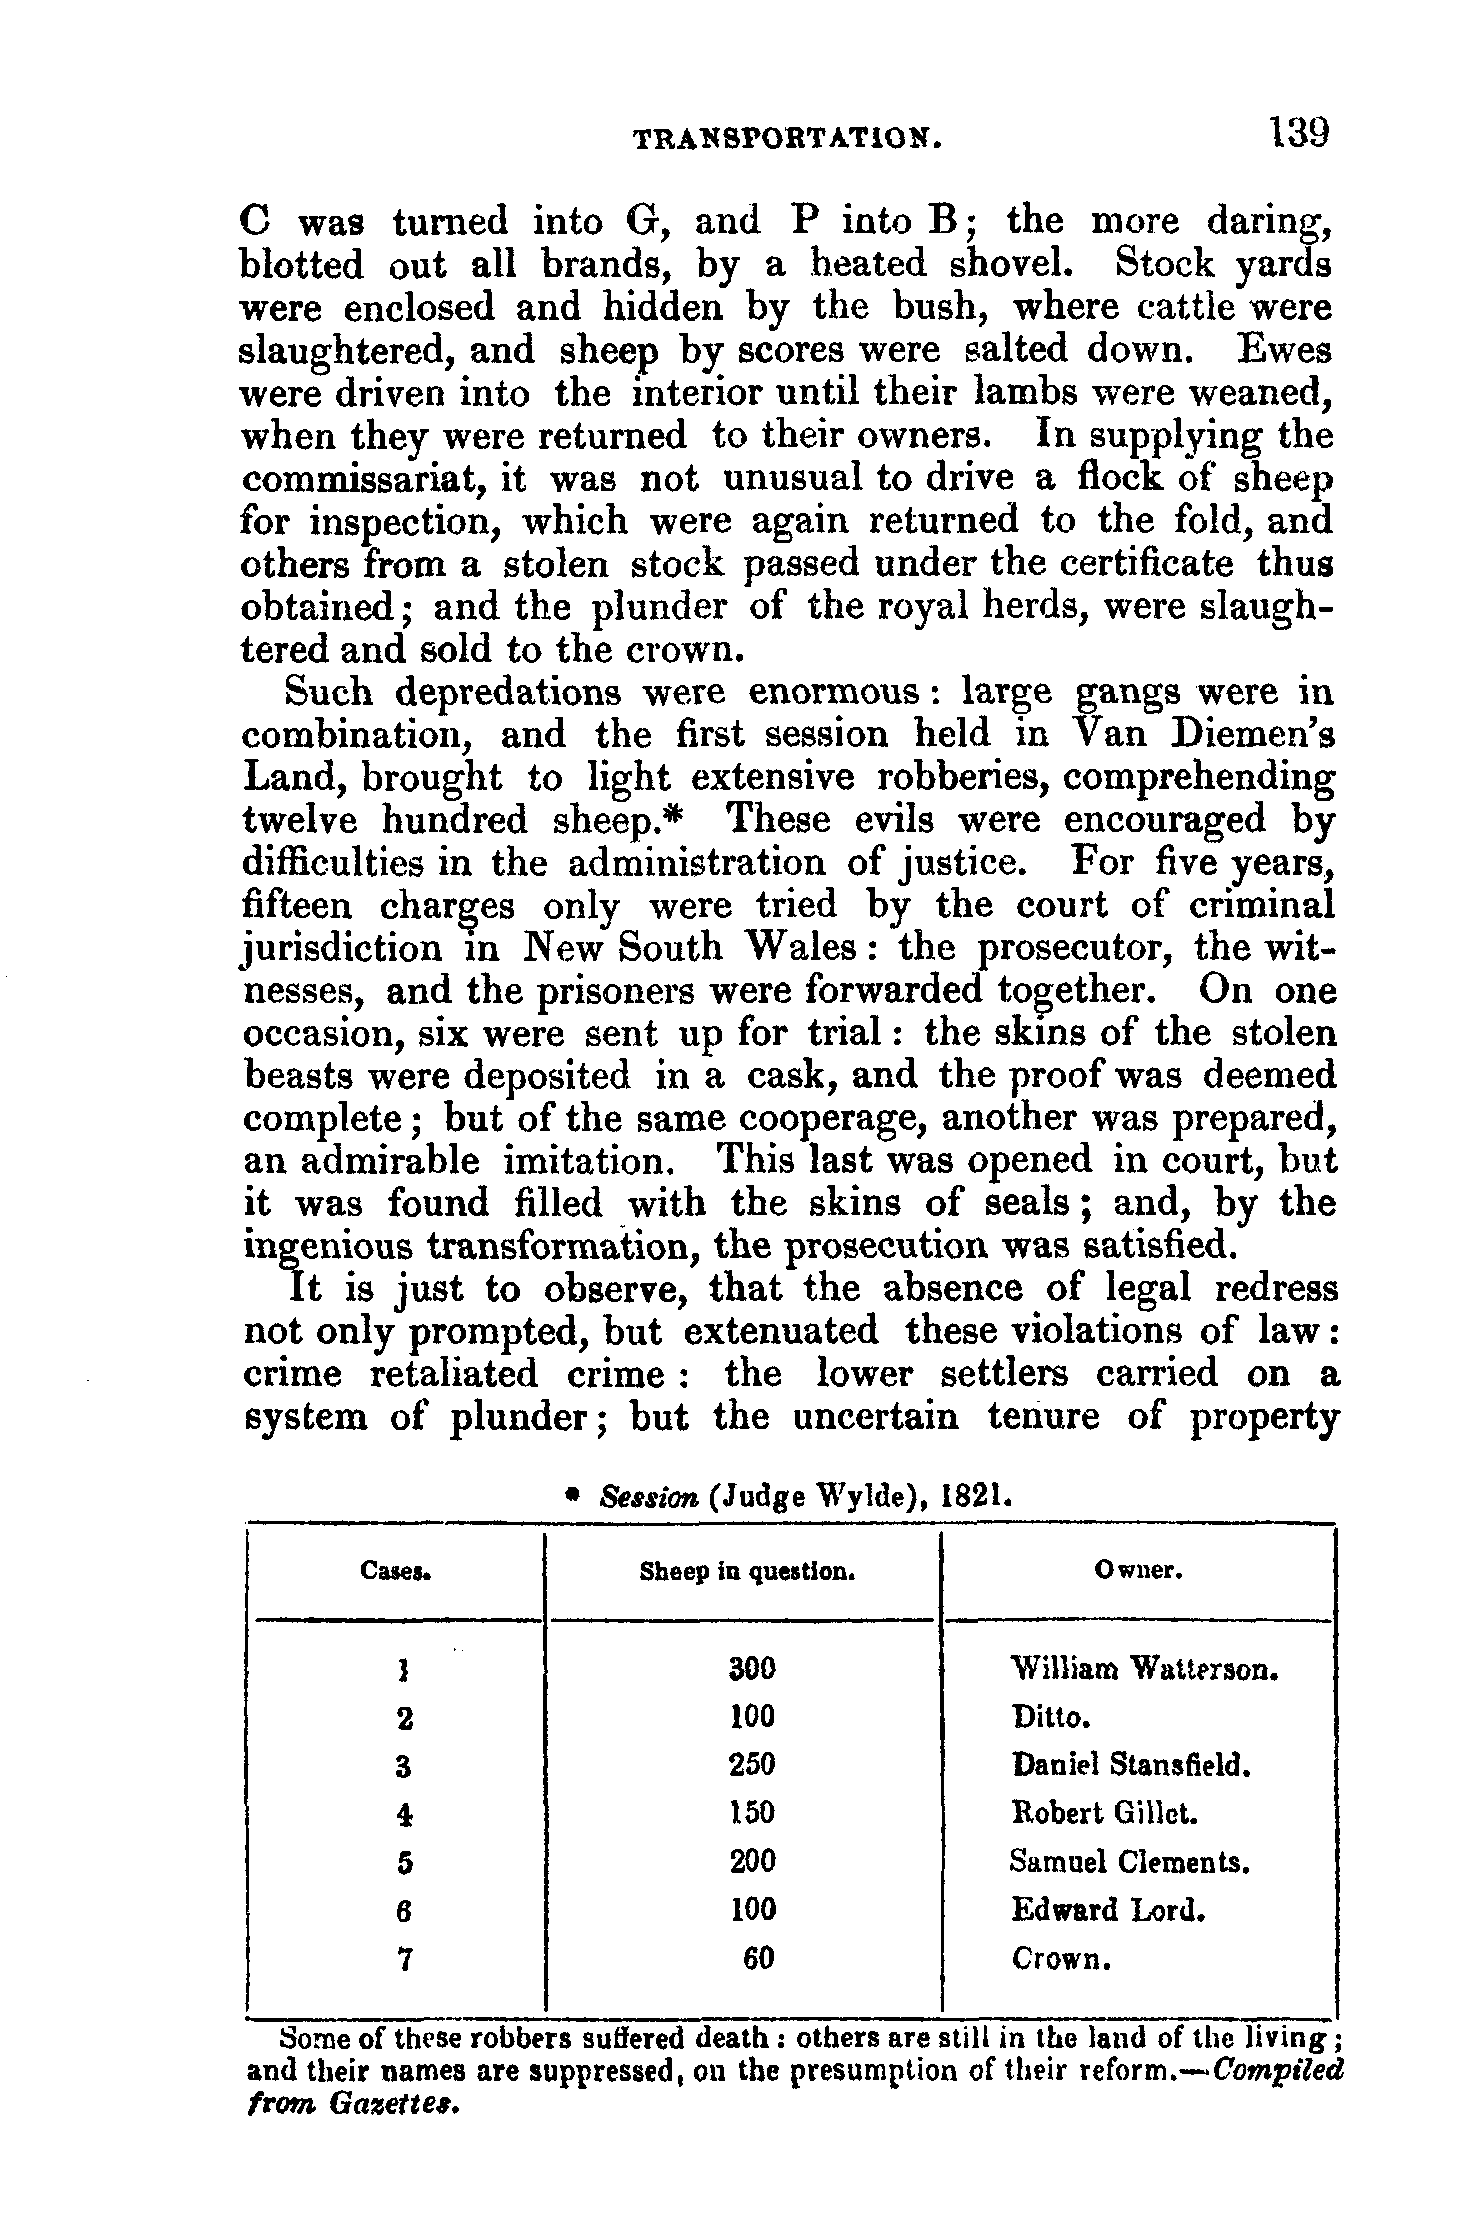 TRANSPORTATION. 139
C was turned into G, and P into B; the more daring,
blotted out all brands, by a heated shovel. Stock yards
were enclosed and hidden by the bush, where cattle were
slaughtered, and sheep by scores were salted down. Ewes
were driven into the interior until their lambs were weaned,
when they were returned to their owners. In supplying the
commissariat, it was not unusual to drive a flock of sheep
for inspection, which were again returned to the fold, and
others from a stolen stock passed under the certificate thus
obtained; and the plunder of the royal herds, were slaugh-
tered and sold to the crown.
Such depredations were enormous: large gangs were in
combination, and the first session held in Van Diemen's
Land, brought to light extensive robberies, comprehending
twelve hundred sheep.* These evils were encouraged by
difficulties in the administration of justice. For five years,
fifteen charges only were tried by the court of criminal
jurisdiction in New South Wales: the prosecutor, the wit-
nesses, and the prisoners were forwarded together. On one
occasion, six were sent up for trial: the skins of the stolen
beasts were deposited in a cask, and the proof was deemed
complete; but of the same cooperage, another was prepared,
an admirable imitation. This last was opened in court, but
it was found filled with the skins of seals; and, by the
ingenious transformation, the prosecution was satisfied.
It is just to observe, that the absence of legal redress
not only prompted, but extenuated these violations of law:
crime retaliated crime: the lower settlers carried on a
system of plunder; but the uncertain tenure of property
* Session (Judge Wylde), 1821.
Cases. Sheep in question. Owner.
1 300 William Watterson.
2 100 Ditto.
3 250 Daniel Stansfield.
4 150 Robert Gillet.
5 200 Samuel Clements.
6 100 Edward Lord.
7 60 Crown.
Some of these robbers suffered death: others are still in the land of the living;
and their names are suppressed, on the presumption of their reform.—Compiled
from Gazettes.